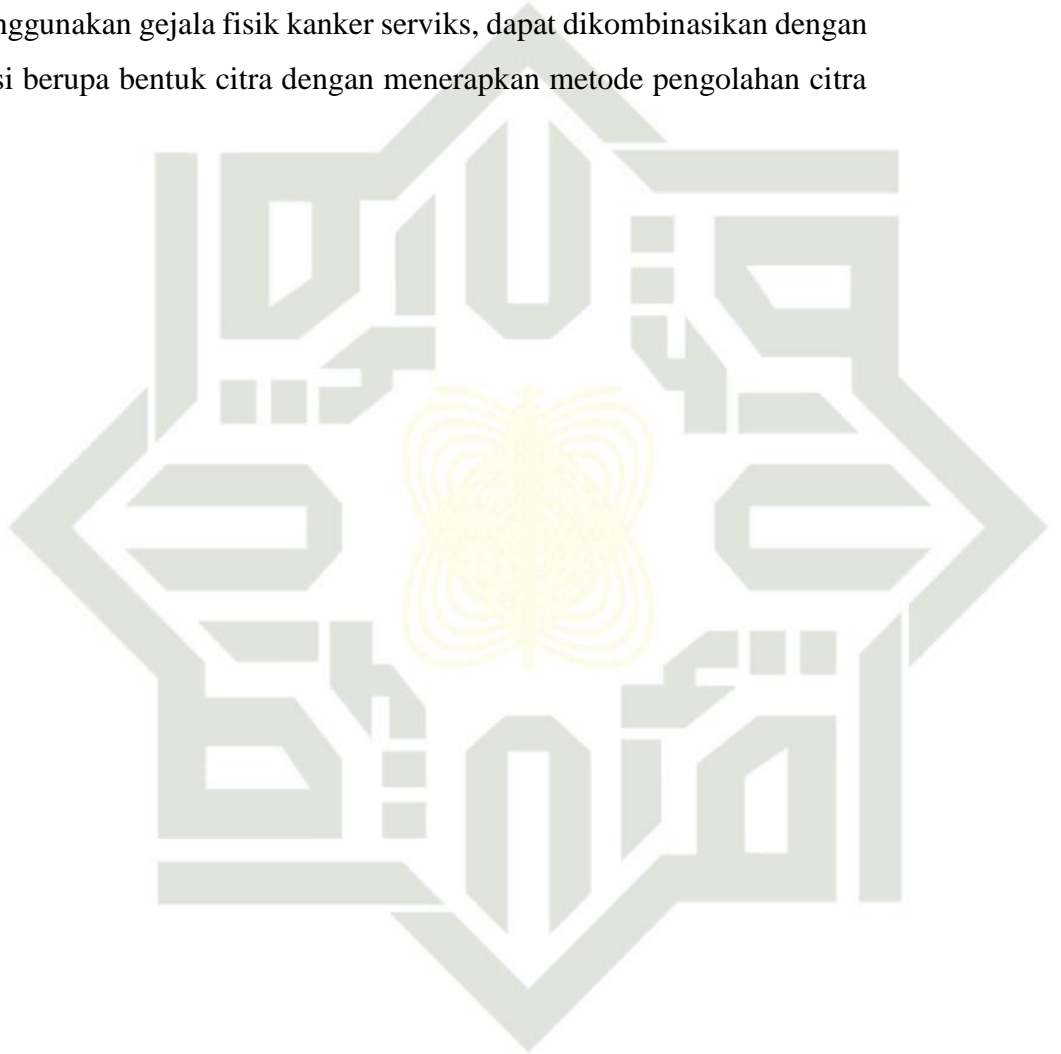 nggunakan gejala fisik kanker serviks, dapat dikombinasikan dengan
si berupa bentuk citra dengan menerapkan metode pengolahan citra